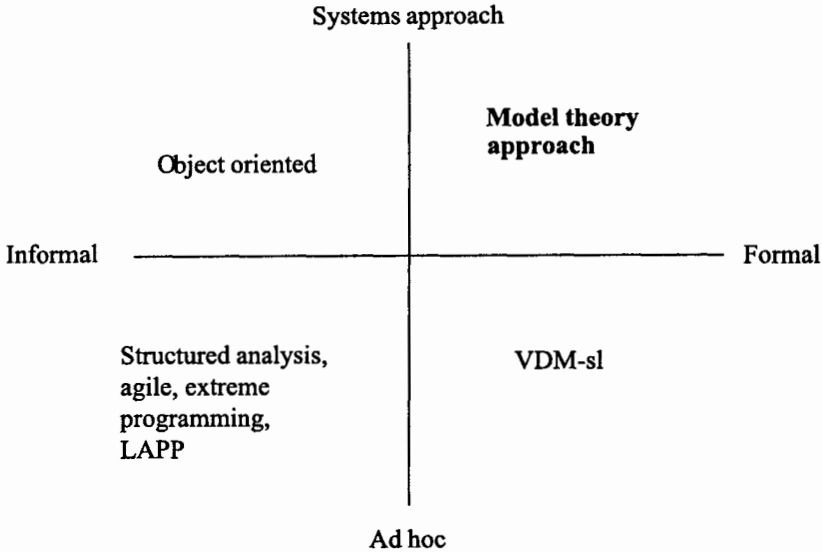 Systems approach
Model theory
approach
Object oriented
Informal
Formal
Structured analysis,
agile, extreme
programming,
LAPP
VDM-sl
Ad hoc